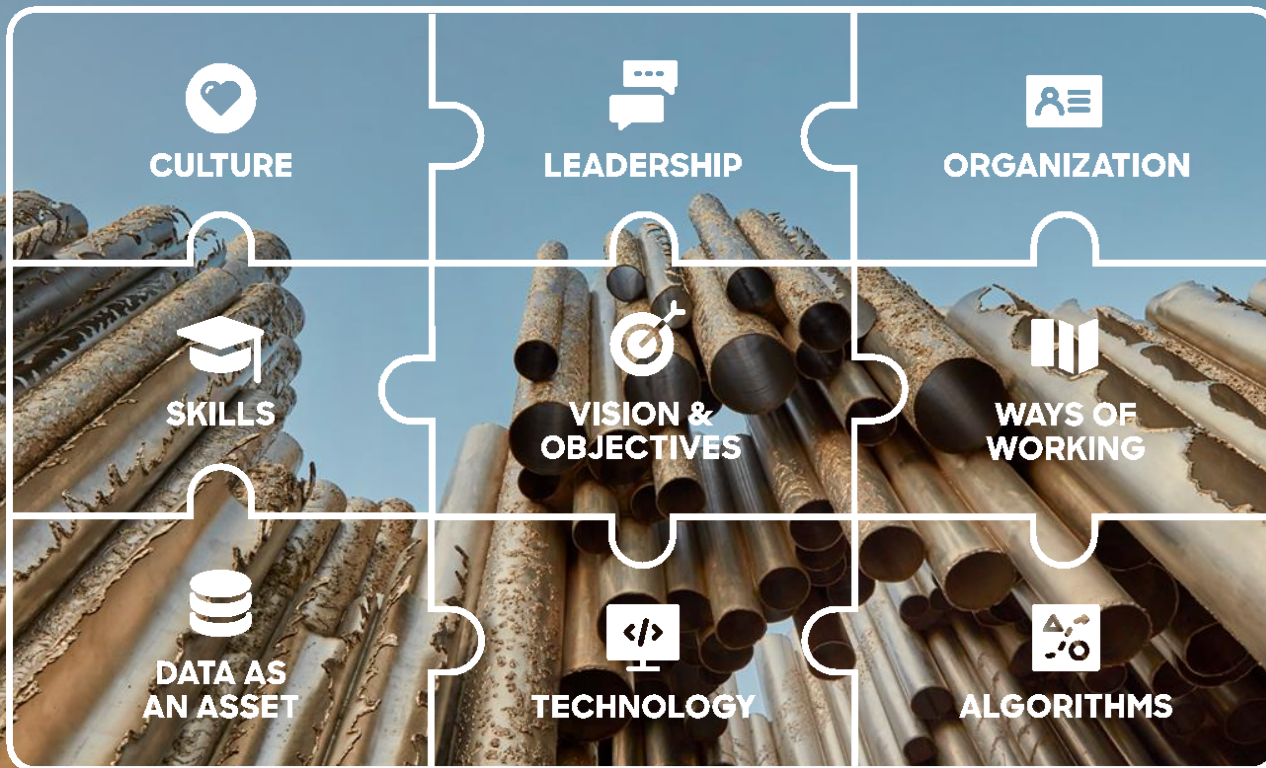 CULTURE
LEADERSHIP
ORGANIZATION
SKILLS
VISION &
OBJECTIVES
WAYS OF
WORKING
DATA AS
AN ASSET
</>
TECHNOLOGY
ALGORITHMS